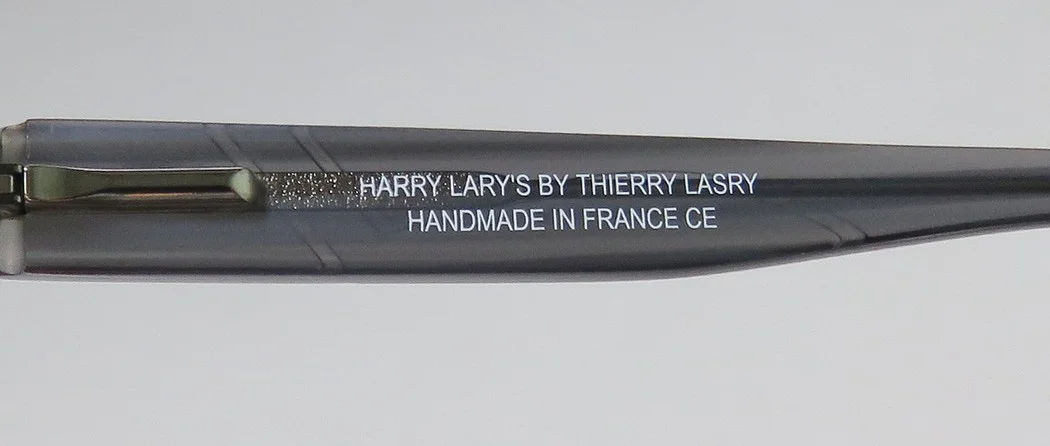 HARRY LARY'S BY THIERRY LASRY
HANDMADE IN FRANCE CE